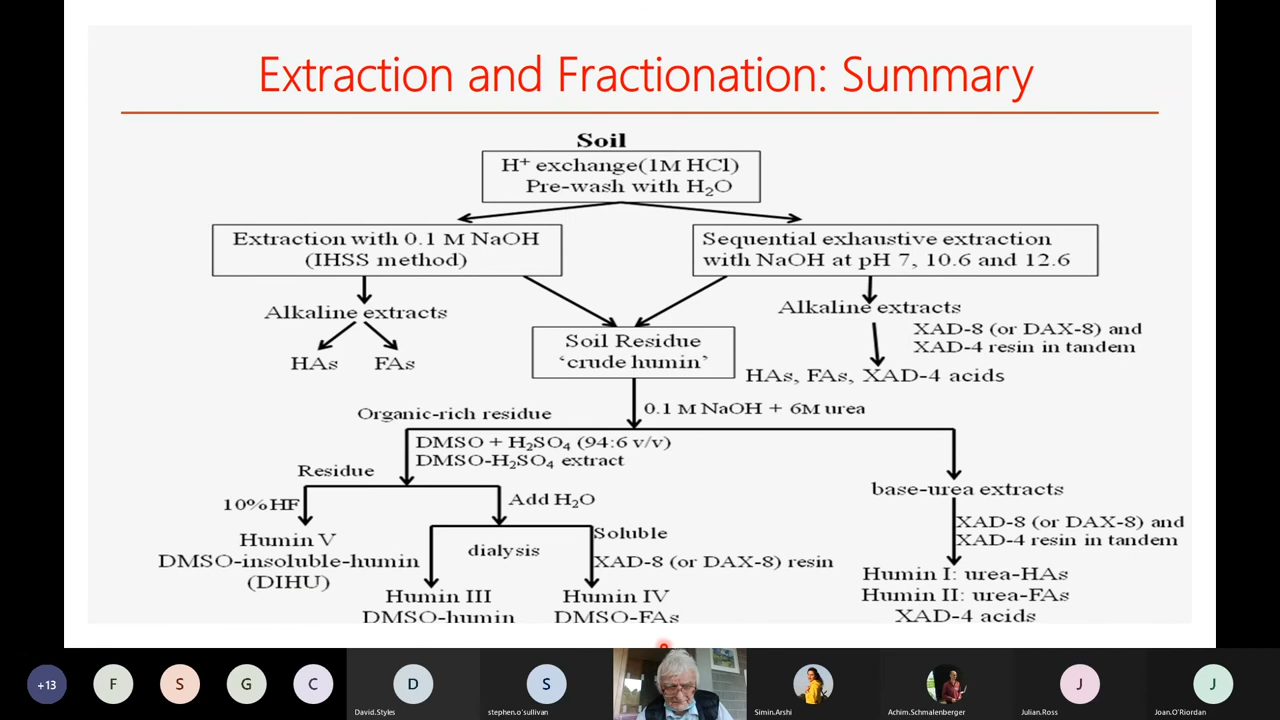 Extraction and Fractionation: Summary
Soil
H+ exchange(1M HCl)
Pre-wash with H₂O
Extraction with 0.1 M NaOH
(IHSS method)
Sequential exhaustive extraction
with NaOH at pH 7, 10.6 and 12.6
Alkaline extracts
HAs FAs
Alkaline extracts
XAD-8 (or DAX-8) and
XAD-4 resin in tandem
HAs, FAs, XAD-4 acids
Soil Residue
‘crude humin’
0.1 M NaOH + 6M urea
Organic-rich residue
DMSO + H₂SO₄ (94:6 v/v)
DMSO-H₂SO₄ extract
Residue
10%HF
Add H₂O
Humin V
DMSO-insoluble-humin
(DIHU)
dialysis
Soluble
XAD-8 (or DAX-8) resin
Humin III
DMSO-humin
Humin IV
DMSO-FAs
base-urea extracts
XAD-8 (or DAX-8) and
XAD-4 resin in tandem
Humin I: urea-HAs
Humin II: urea-FAs
XAD-4 acids
+13
F
S
G
C
D
David.Styles
S
stephen.o'sullivan
Simin.Arshi
Achim.Schmalenberger
J
Julian.Ross
J
Joan.O'Riordan